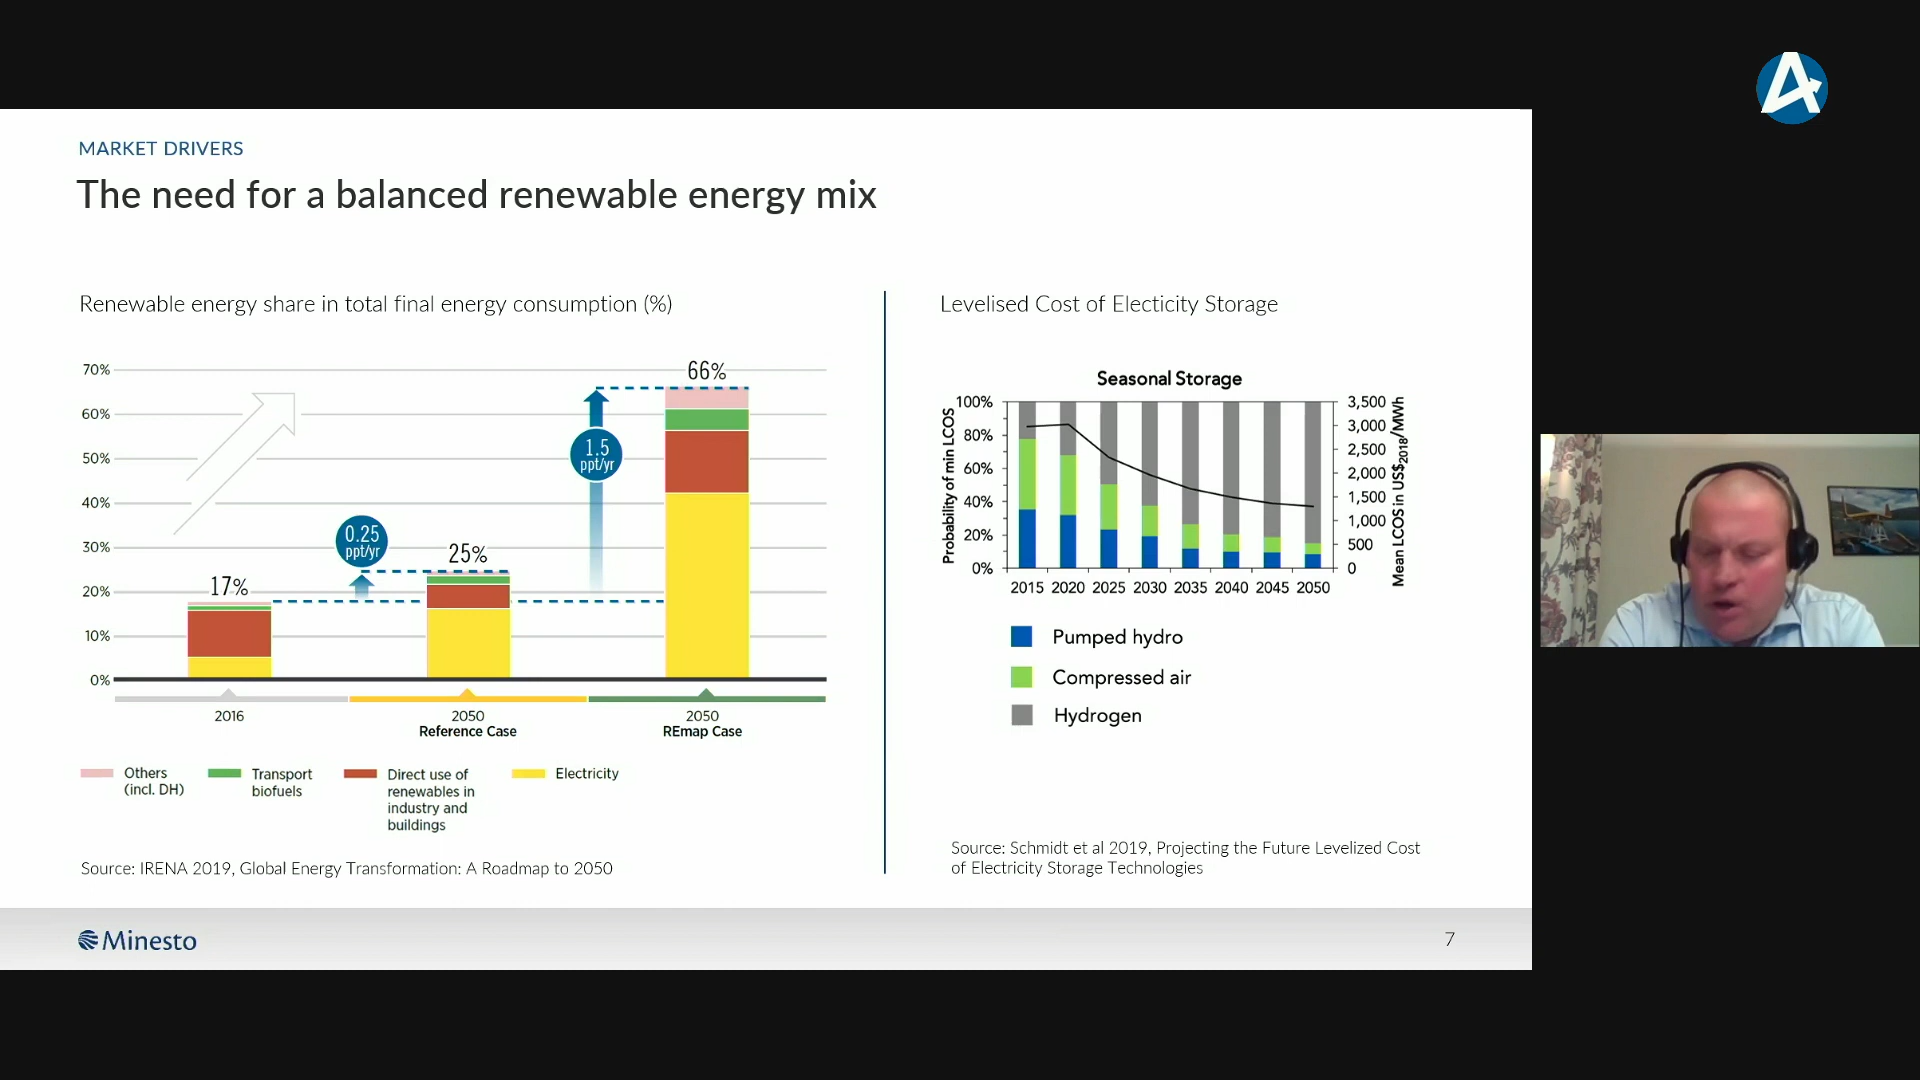 MARKET DRIVERS
The need for a balanced renewable energy mix
Renewable energy share in total final energy consumption (%)
70%
60%
50%
40%
30%
20%
10%
0%
17%
0.25
ppt/yr
25%
1.5
ppt/yr
66%
2016
2050
Reference Case
2050
REmap Case
Others
(incl. DH)
Transport
biofuels
Direct use of
renewables in
industry and
buildings
Electricity
Source: IRENA 2019, Global Energy Transformation: A Roadmap to 2050
Levelised Cost of Electicity Storage
Seasonal Storage
Probability of min LCOS
100%
80%
60%
40%
20%
0%
3,500
3,000
2,500
2,000
1,500
1,000
500
0
Mean LCOS in US$2018/MWh
2015 2020 2025 2030 2035 2040 2045 2050
Pumped hydro
Compressed air
Hydrogen
Source: Schmidt et al 2019, Projecting the Future Levelized Cost
of Electricity Storage Technologies
Minesto
7